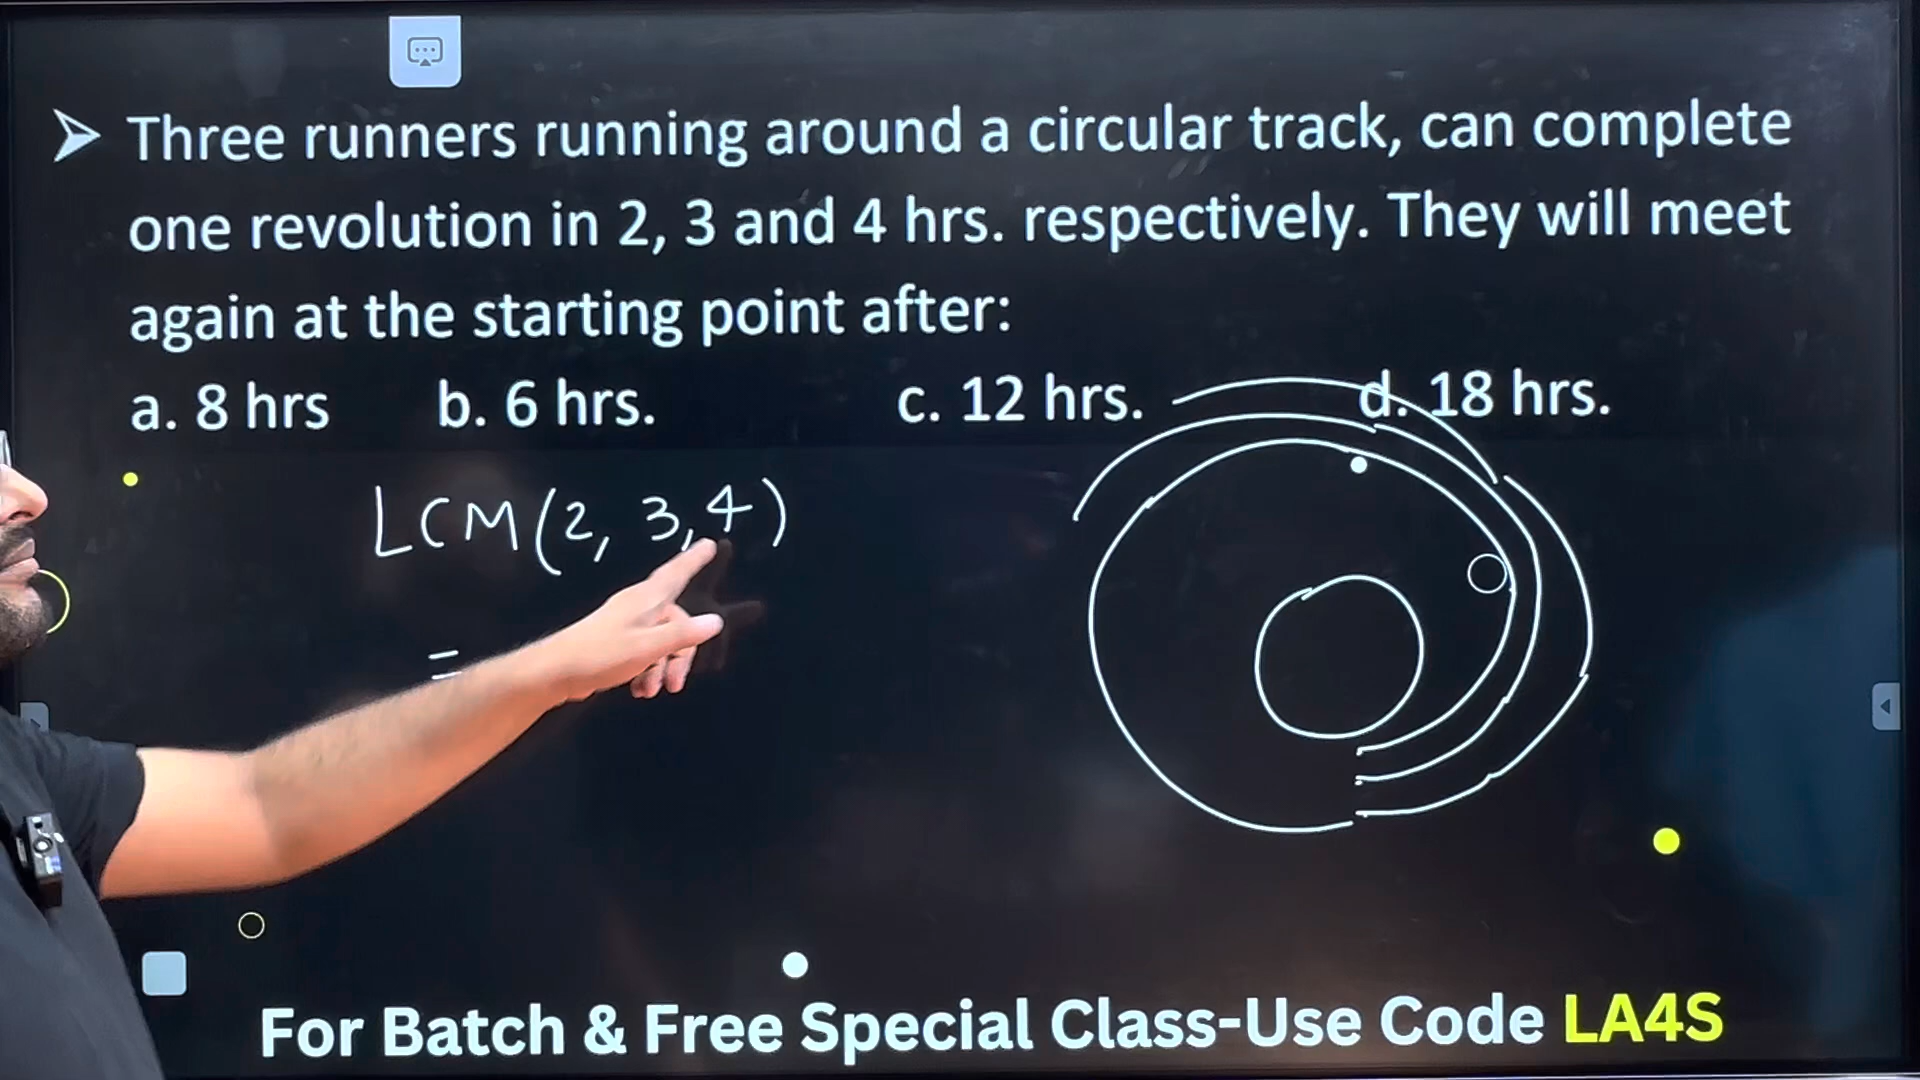 ➤ Three runners running around a circular track, can complete
one revolution in 2, 3 and 4 hrs. respectively. They will meet
again at the starting point after:
a. 8 hrs b. 6 hrs. c. 12 hrs. d. 18 hrs.
LCM(2, 3, 4)
=
For Batch & Free Special Class-Use Code LA4S